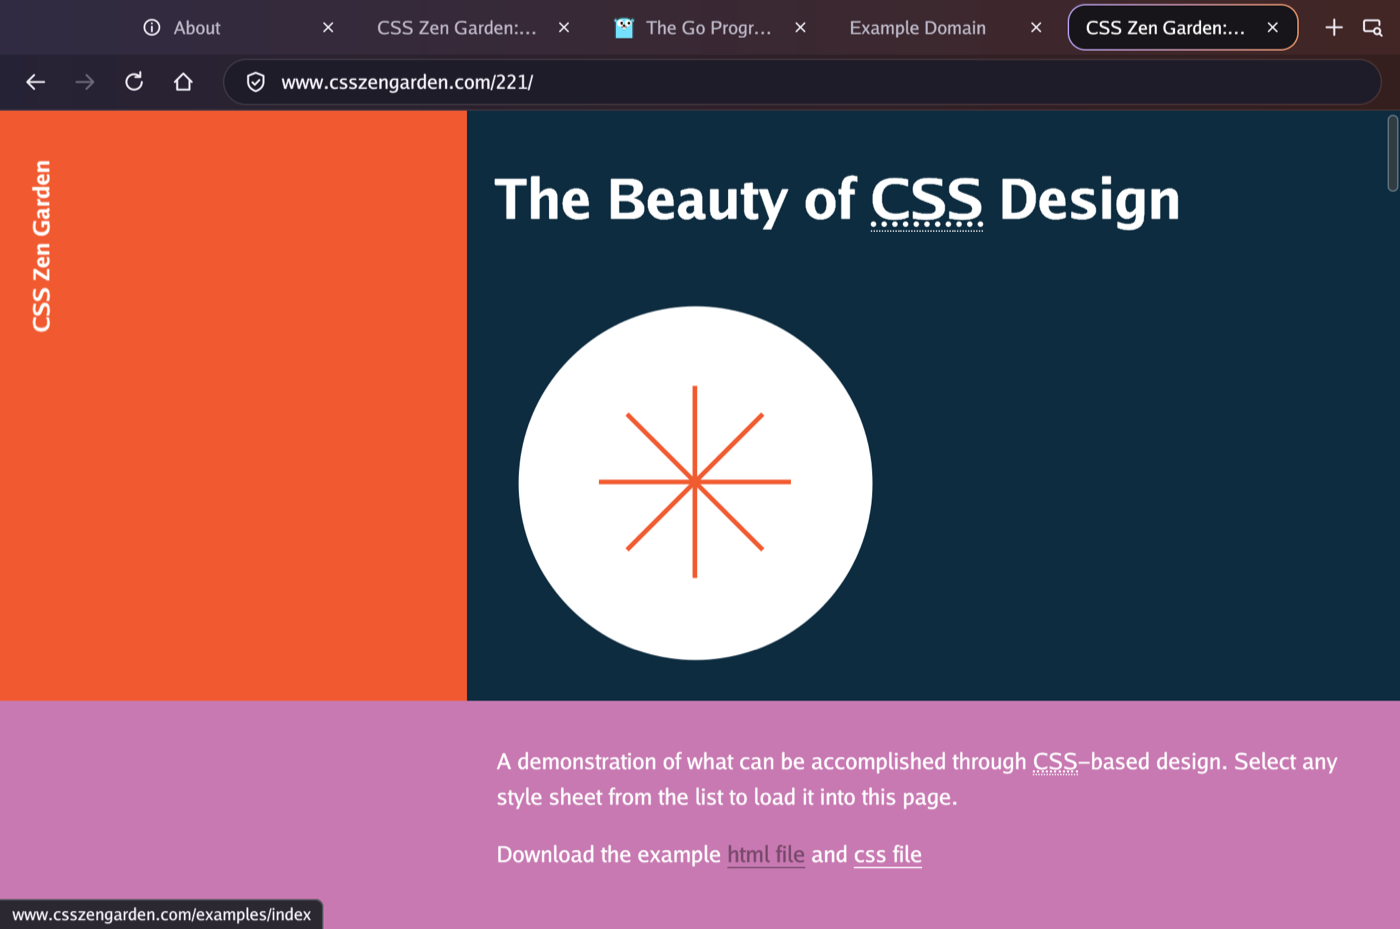 About
CSS Zen Garden:...
The Go Progr...
Example Domain
CSS Zen Garden:...
www.csszengarden.com/221/
CSS Zen Garden
The Beauty of CSS Design
A demonstration of what can be accomplished through CSS–based design. Select any
style sheet from the list to load it into this page.
Download the example html file and css file
www.csszengarden.com/examples/index